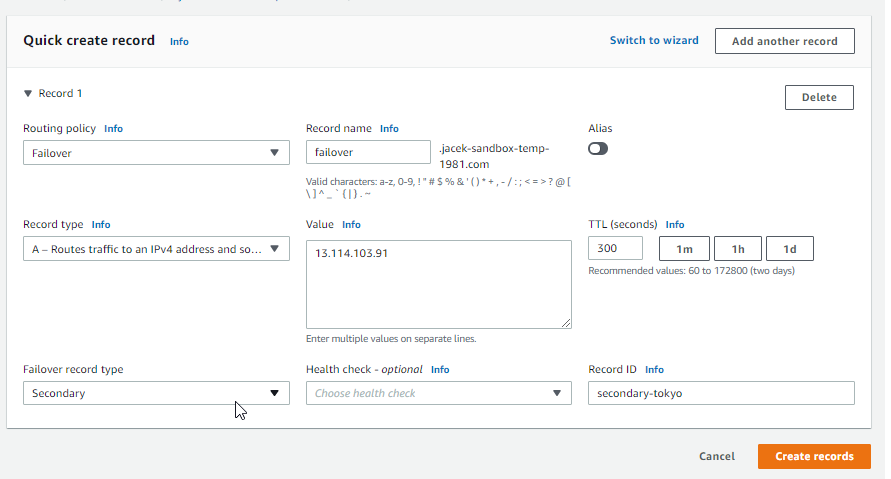 Quick create record Info Switch to wizard Add another record
Record 1 Delete
Routing policy Info Record name Info Alias
Failover failover .jacek-sandbox-temp-
1981.com
Valid characters: a-z, 0-9, ! " # $ % & ' ( ) * + , - / : ; < = > ? @ [
\ ] ^ _ ` { | } . ~
Record type Info Value Info TTL (seconds) Info
A – Routes traffic to an IPv4 address and so... 13.114.103.91 300 1m 1h 1d
Recommended values: 60 to 172800 (two days)
Enter multiple values on separate lines.
Failover record type Health check - optional Info Record ID Info
Secondary Choose health check secondary-tokyo
Cancel Create records